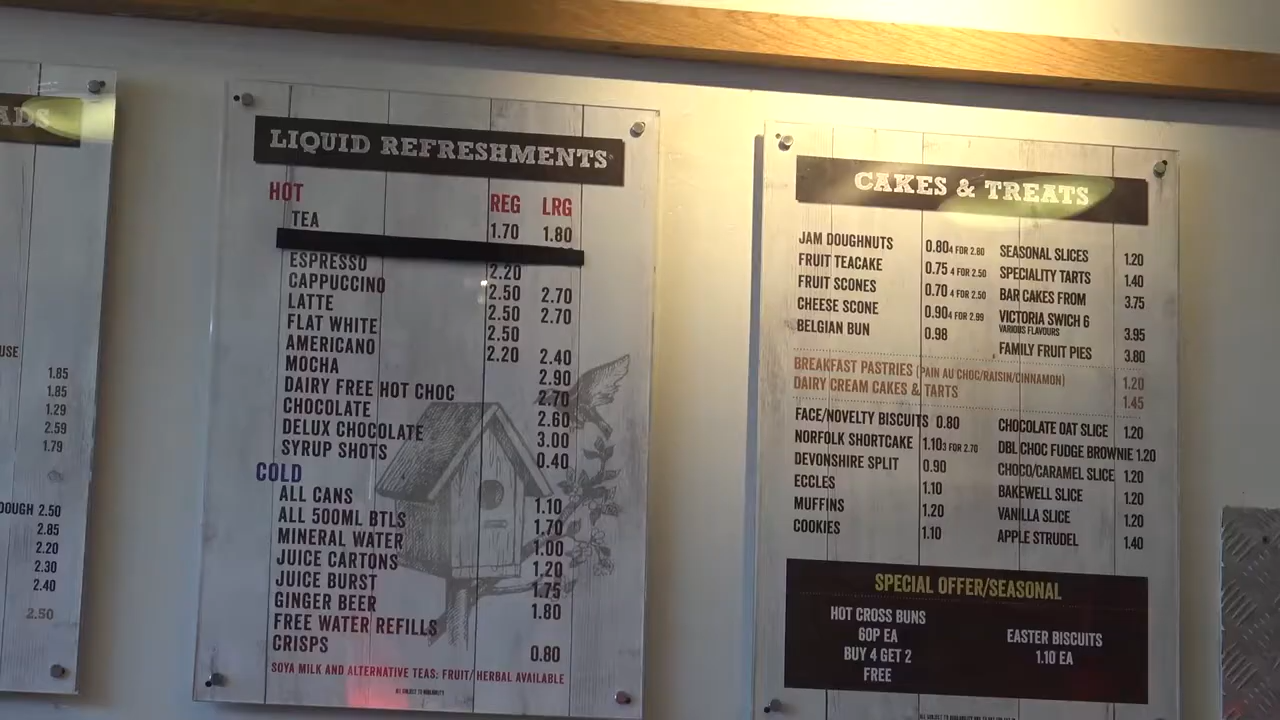 ADS
USE
1.85
1.85
1.29
2.59
1.79
DOUGH 2.50
2.85
2.20
2.30
2.40
2.50
LIQUID REFRESHMENTS
HOT REG LRG
TEA 1.70 1.80
ESPRESSO 2.20
CAPPUCCINO 2.50 2.70
LATTE 2.50 2.70
FLAT WHITE 2.50
AMERICANO 2.20 2.40
MOCHA 2.90
DAIRY FREE HOT CHOC 2.70
CHOCOLATE 2.60
DELUX CHOCOLATE 3.00
SYRUP SHOTS 0.40
COLD
ALL CANS 1.10
ALL 500ML BTLS 1.70
MINERAL WATER 1.00
JUICE CARTONS 1.20
JUICE BURST 1.75
GINGER BEER 1.80
FREE WATER REFILLS
CRISPS 0.80
SOYA MILK AND ALTERNATIVE TEAS: FRUIT/HERBAL AVAILABLE
ALL SUBJECT TO AVAILABILITY
CAKES & TREATS
JAM DOUGHNUTS 0.80 4 FOR 2.80
FRUIT TEACAKE 0.75 4 FOR 2.50
FRUIT SCONES 0.70 4 FOR 2.50
CHEESE SCONE 0.90 4 FOR 2.99
BELGIAN BUN 0.98
SEASONAL SLICES 1.20
SPECIALITY TARTS 1.40
BAR CAKES FROM 3.75
VICTORIA SWICH 6 3.95
VARIOUS FLAVOURS
FAMILY FRUIT PIES 3.80
BREAKFAST PASTRIES (PAIN AU CHOC/RAISIN/CINNAMON) 1.20
DAIRY CREAM CAKES & TARTS 1.45
FACE/NOVELTY BISCUITS 0.80
NORFOLK SHORTCAKE 1.10 3 FOR 2.70
DEVONSHIRE SPLIT 0.90
ECCLES 1.10
MUFFINS 1.20
COOKIES 1.10
CHOCOLATE OAT SLICE 1.20
DBL CHOC FUDGE BROWNIE 1.20
CHOCO/CARAMEL SLICE 1.20
BAKEWELL SLICE 1.20
VANILLA SLICE 1.20
APPLE STRUDEL 1.40
SPECIAL OFFER/SEASONAL
HOT CROSS BUNS
60P EA
BUY 4 GET 2
FREE
EASTER BISCUITS
1.10 EA